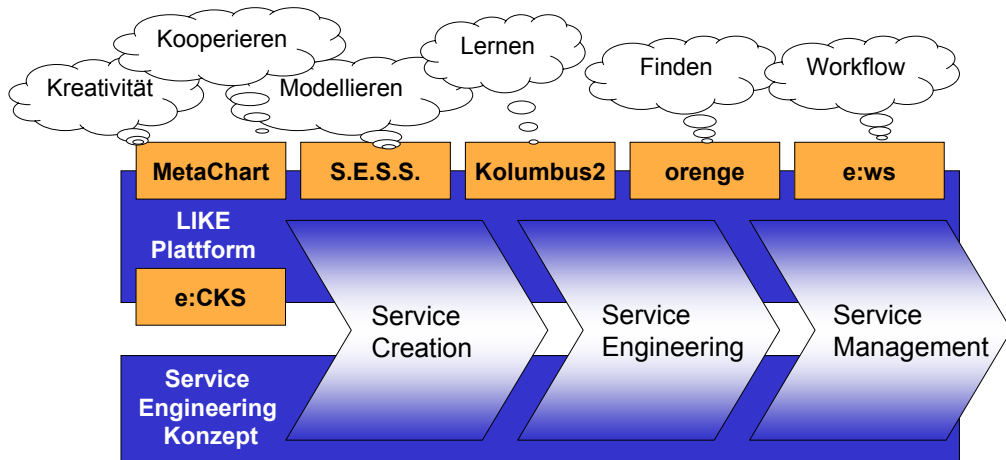 Kooperieren
Lernen
Kreativität
Modellieren
Finden
Workflow
MetaChart
S.E.S.S.
Kolumbus2
orenge
e:ws
LIKE
Plattform
e:CKS
Service
Creation
Service
Engineering
Service
Management
Service
Engineering
Konzept